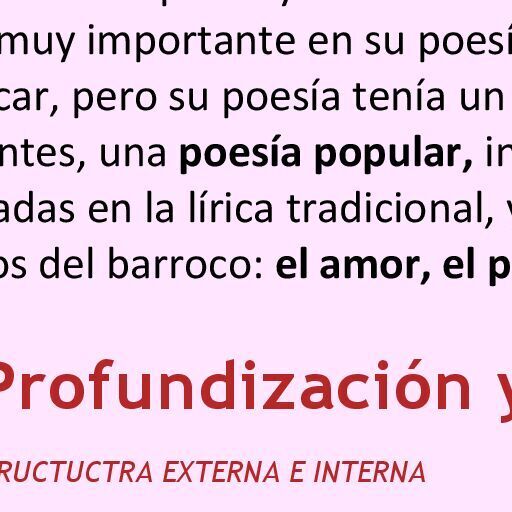 muy importante en su poesí
car, pero su poesía tenía un
ntes, una poesía popular, in
adas en la lírica tradicional, y
os del barroco: el amor, el p
Profundización y
RUCTUCTRA EXTERNA E INTERNA